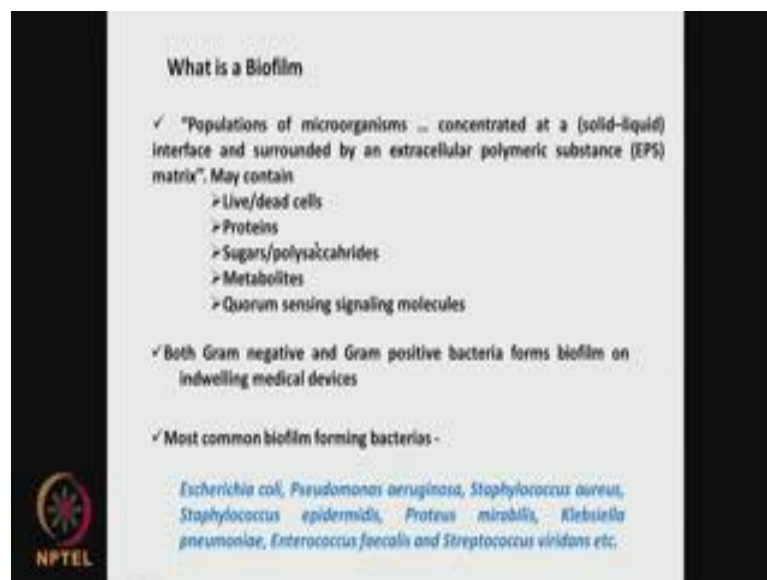 What is a Biofilm
✓ "Populations of microorganisms ... concentrated at a (solid–liquid)
interface and surrounded by an extracellular polymeric substance (EPS)
matrix". May contain
➢Live/dead cells
➢Proteins
➢Sugars/polysaccahrides
➢Metabolites
➢Quorum sensing signaling molecules
✓Both Gram negative and Gram positive bacteria forms biofilm on
indwelling medical devices
✓Most common biofilm forming bacterias -
Escherichia coli, Pseudomonas aeruginosa, Staphylococcus aureus,
Staphylococcus epidermidis, Proteus mirabilis, Klebsiella
pneumoniae, Enterococcus faecalis and Streptococcus viridans etc.
NPTEL